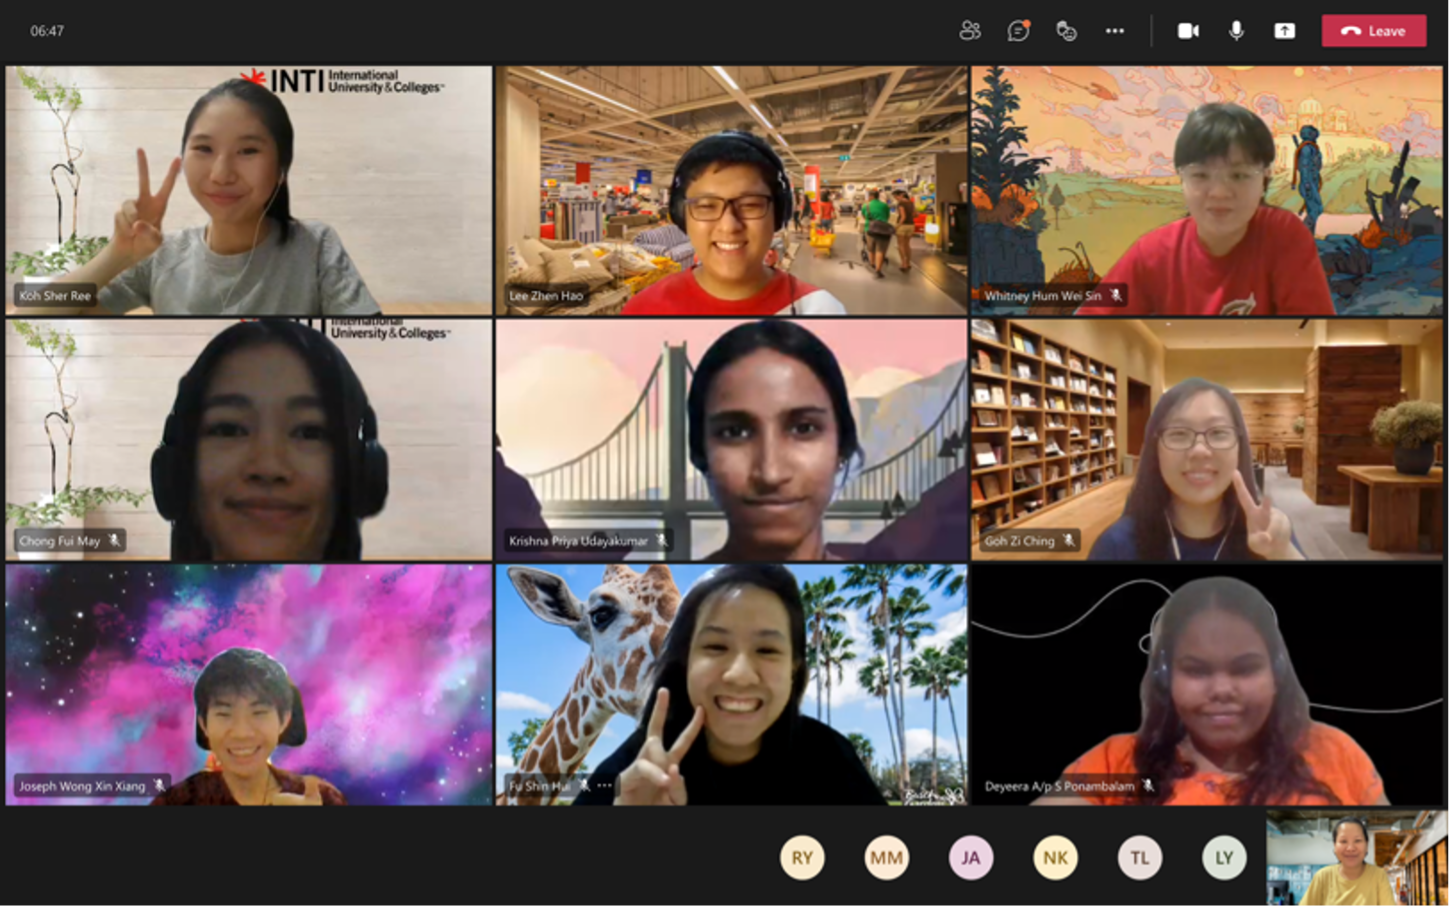 06:47
Leave
INTI International
University & Colleges
Koh Sher Ree
Lee Zhen Hao
Whitney Hum Wei Sin
International
University & Colleges
Chong Fui May
Krishna Priya Udayakumar
Goh Zi Ching
Joseph Wong Xin Xiang
Fu Shin Hui
Deyeera A/p S Ponambalam
RY
MM
JA
NK
TL
LY